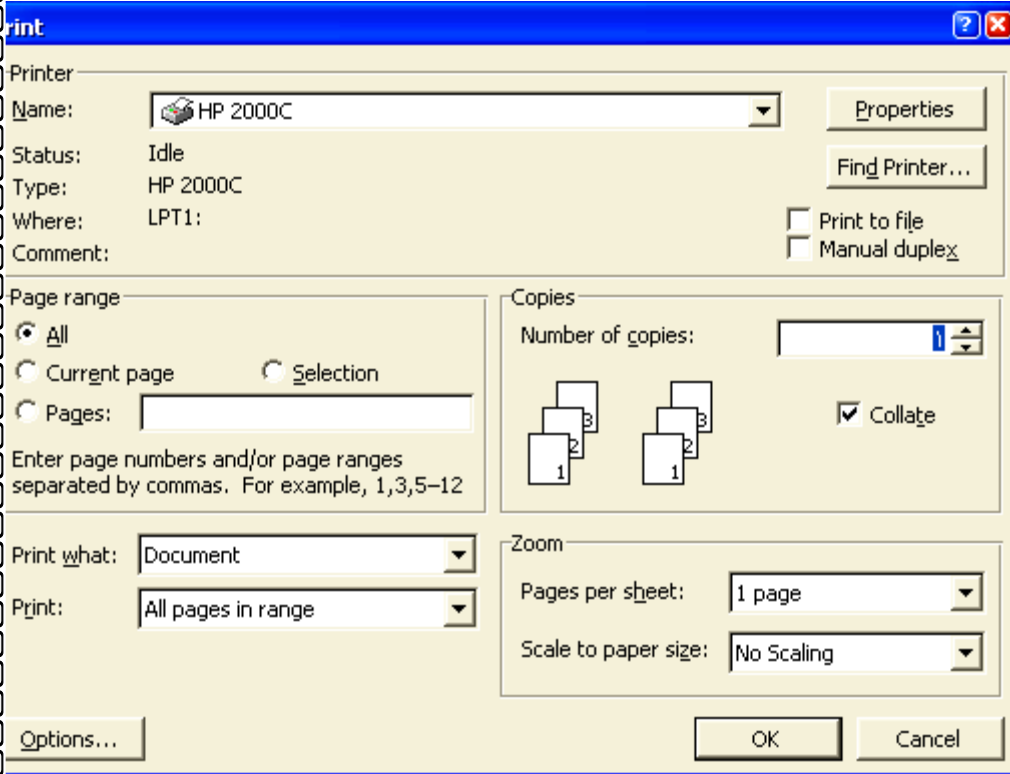 rint
Printer
Name: HP 2000C Properties
Status: Idle Find Printer...
Type: HP 2000C
Where: LPT1: Print to file
Comment: Manual duplex
Page range
All
Current page Selection
Pages:
Enter page numbers and/or page ranges
separated by commas. For example, 1,3,5–12
Copies
Number of copies: 1
3 3
2 2
1 1
Collate
Print what: Document
Print: All pages in range
Zoom
Pages per sheet: 1 page
Scale to paper size: No Scaling
Options... OK Cancel